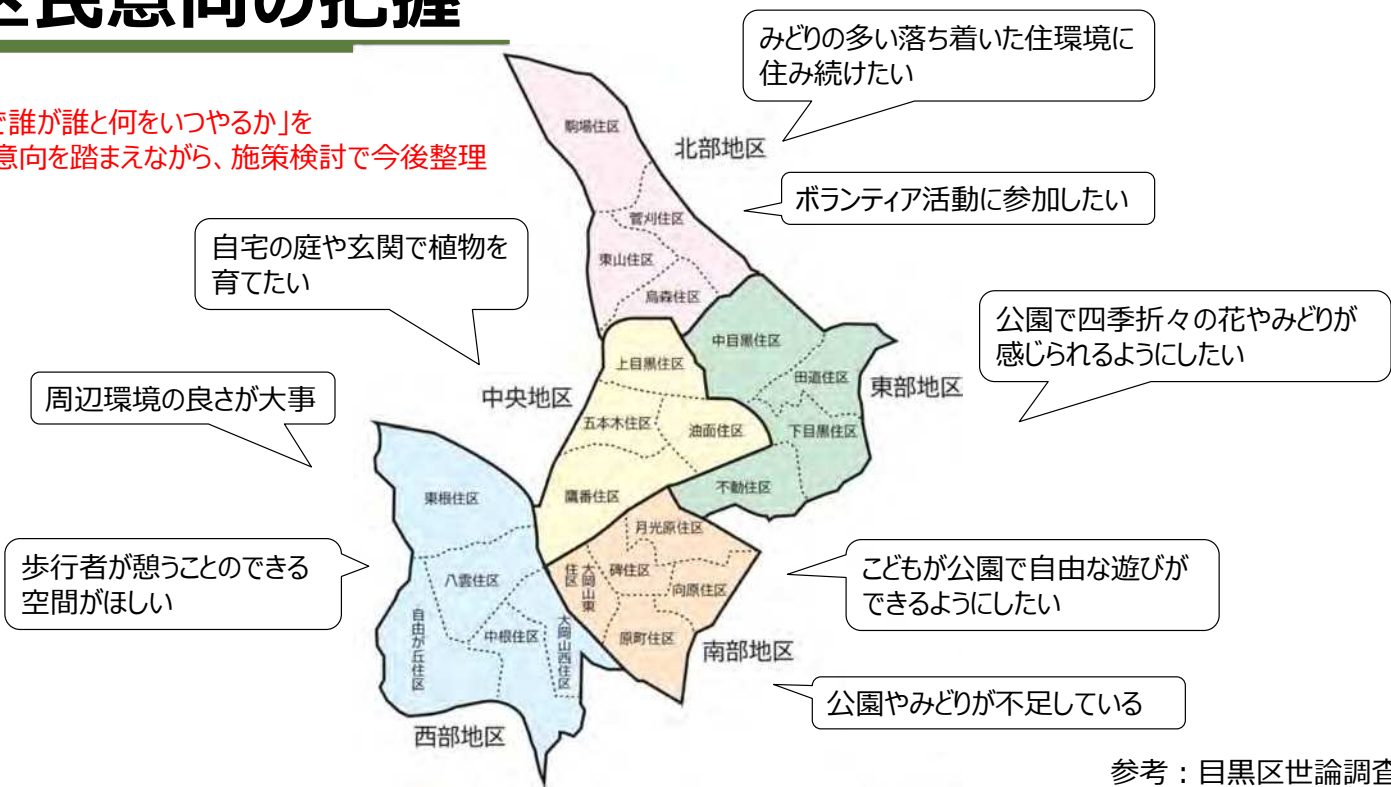 区民意向の把握
で誰が誰と何をいつやるか」を
意向を踏まえながら、施策検討で今後整理
みどりの多い落ち着いた住環境に
住み続けたい
北部地区
ボランティア活動に参加したい
駒場住区
菅刈住区
東山住区
烏森住区
自宅の庭や玄関で植物を
育てたい
中央地区
上目黒住区
五本木住区
油面住区
鷹番住区
中目黒住区
田道住区
下目黒住区
不動住区
東部地区
公園で四季折々の花やみどりが
感じられるようにしたい
周辺環境の良さが大事
歩行者が憩うことのできる
空間がほしい
東根住区
八雲住区
自由が丘住区
中根住区
大岡山西住区
西部地区
月光原住区
大岡山東
住区
碑住区
向原住区
原町住区
南部地区
こどもが公園で自由な遊びが
できるようにしたい
公園やみどりが不足している
参考：目黒区世論調査